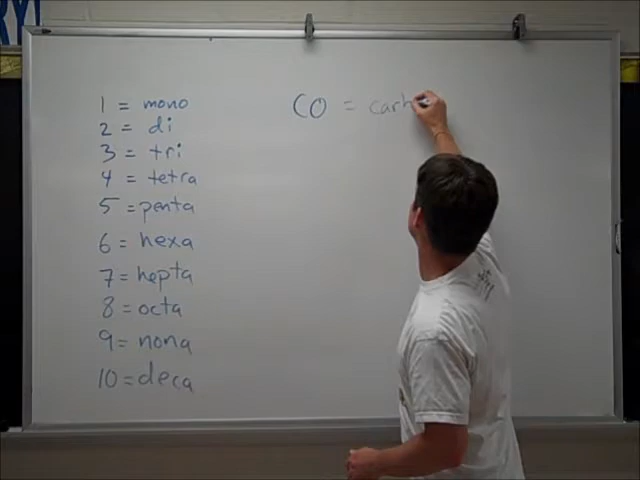 RY!
1 = mono
2 = di
3 = tri
4 = tetra
5 = penta
6 = hexa
7 = hepta
8 = octa
9 = nona
10 = deca
CO = carb